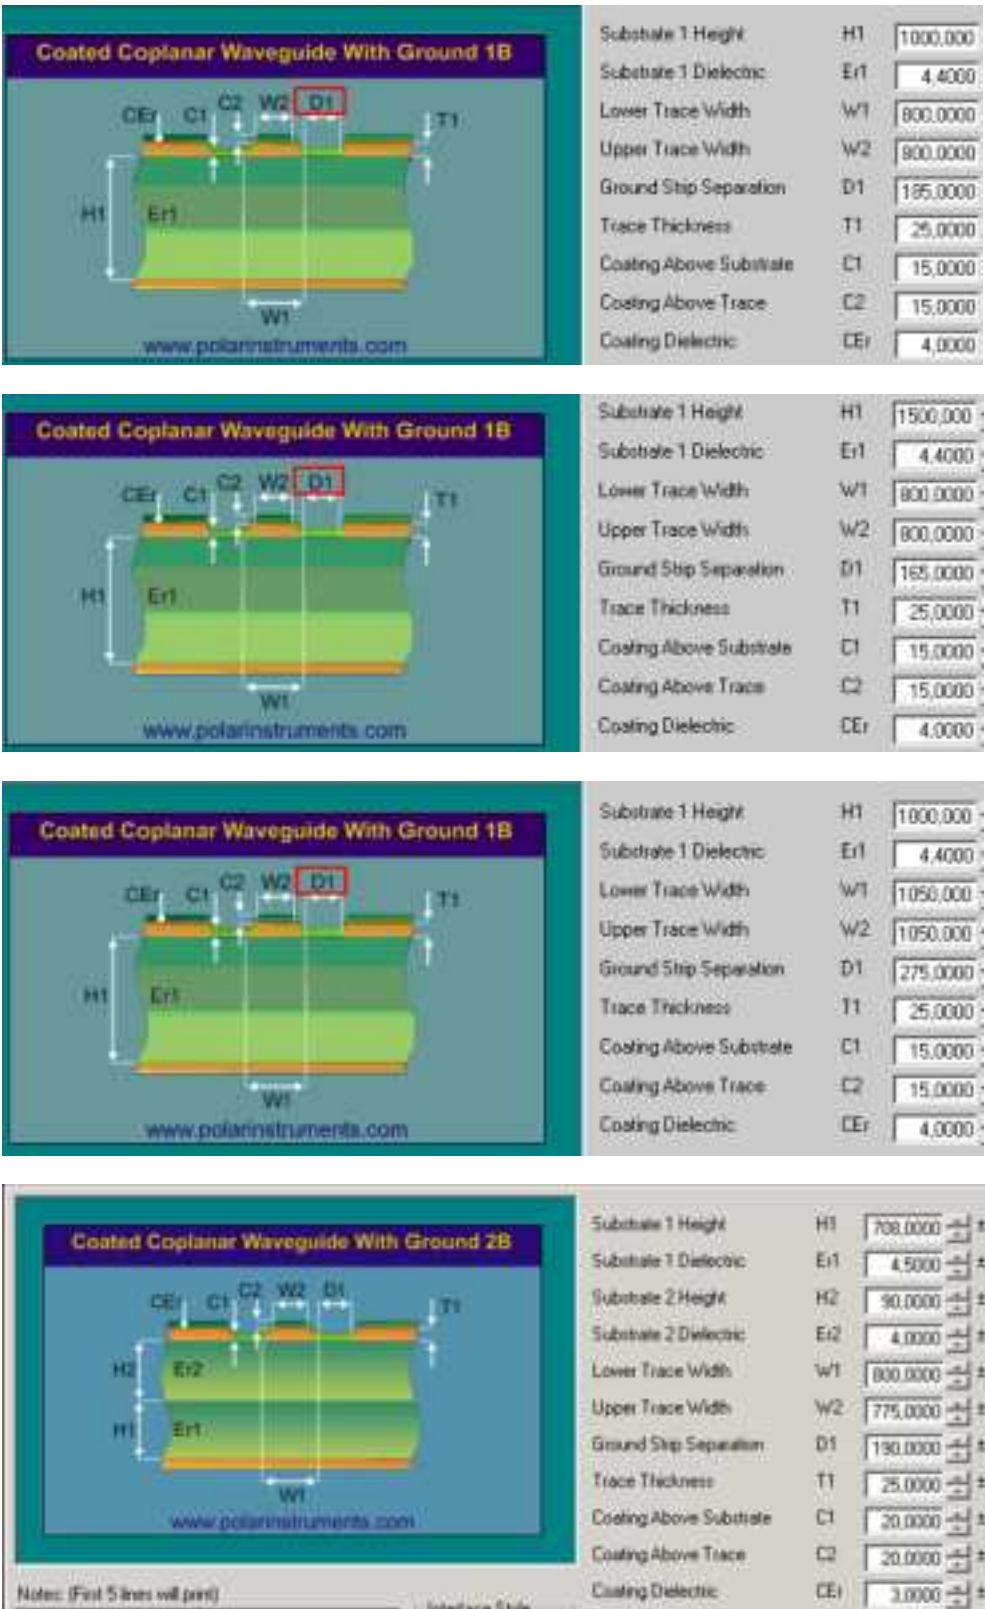 Coated Coplanar Waveguide With Ground 1B
CEr C1 C2 W2 D1 T1
H1 Er1
W1
www.polarinstruments.com
Substrate 1 Height H1 1000,000
Substrate 1 Dielectric Er1 4,4000
Lower Trace Width W1 800.0000
Upper Trace Width W2 800.0000
Ground Strip Separation D1 185.0000
Trace Thickness T1 25,0000
Coating Above Substrate C1 15,0000
Coating Above Trace C2 15,0000
Coating Dielectric CEr 4,0000
Coated Coplanar Waveguide With Ground 1B
CEr C1 C2 W2 D1 T1
H1 Er1
W1
www.polarinstruments.com
Substrate 1 Height H1 1500,000
Substrate 1 Dielectric Er1 4.4000
Lower Trace Width W1 800.0000
Upper Trace Width W2 800,0000
Ground Strip Separation D1 165.0000
Trace Thickness T1 25,0000
Coating Above Substrate C1 15.0000
Coating Above Trace C2 15,0000
Coating Dielectric CEr 4.0000
Coated Coplanar Waveguide With Ground 1B
CEr C1 C2 W2 D1 T1
H1 Er1
W1
www.polarinstruments.com
Substrate 1 Height H1 1000,000
Substrate 1 Dielectric Er1 4,4000
Lower Trace Width W1 1050,000
Upper Trace Width W2 1050,000
Ground Strip Separation D1 275.0000
Trace Thickness T1 25.0000
Coating Above Substrate C1 15.0000
Coating Above Trace C2 15.0000
Coating Dielectric CEr 4,0000
Coated Coplanar Waveguide With Ground 2B
CEr C1 C2 W2 D1 T1
H2 Er2
H1 Er1
W1
www.polarinstruments.com
Substrate 1 Height H1 708.0000 ±
Substrate 1 Dielectric Er1 4,5000 ±
Substrate 2 Height H2 90.0000 ±
Substrate 2 Dielectric Er2 4,0000 ±
Lower Trace Width W1 800,0000 ±
Upper Trace Width W2 775,0000 ±
Ground Strip Separation D1 190.0000 ±
Trace Thickness T1 25.0000 ±
Coating Above Substrate C1 20,0000 ±
Coating Above Trace C2 20.0000 ±
Coating Dielectric CEr 3,0000 ±
Notes: (First 5 lines will print)
Interface Style